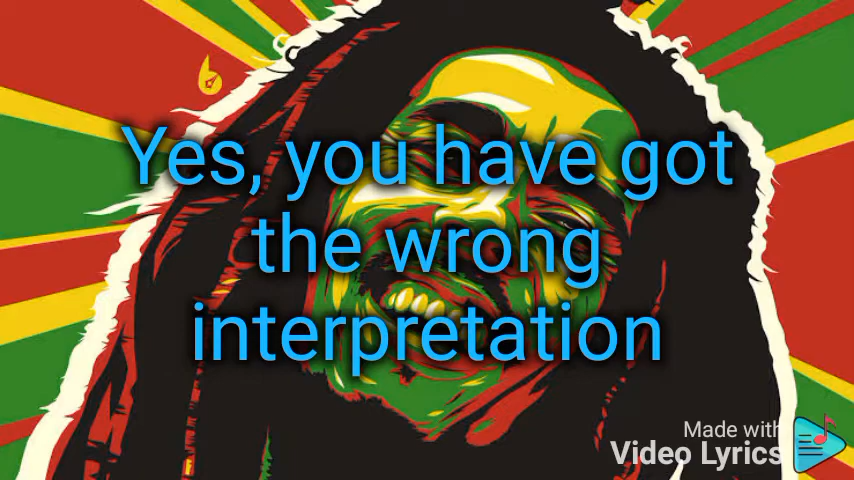 Yes, you have got
the wrong
interpretation
Made with
Video Lyrics